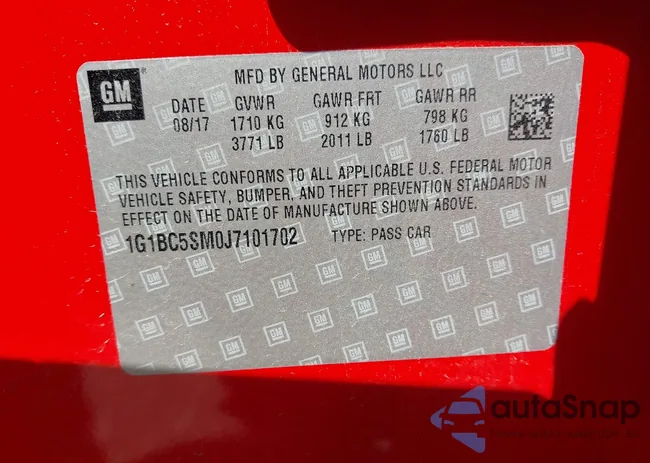 GM
MFD BY GENERAL MOTORS LLC
DATE GVWR GAWR FRT GAWR RR
08/17 1710 KG 912 KG 798 KG
3771 LB 2011 LB 1760 LB
THIS VEHICLE CONFORMS TO ALL APPLICABLE U.S. FEDERAL MOTOR
VEHICLE SAFETY, BUMPER, AND THEFT PREVENTION STANDARDS IN
EFFECT ON THE DATE OF MANUFACTURE SHOWN ABOVE.
1G1BC5SM0J7101702 TYPE: PASS CAR
autoSnap